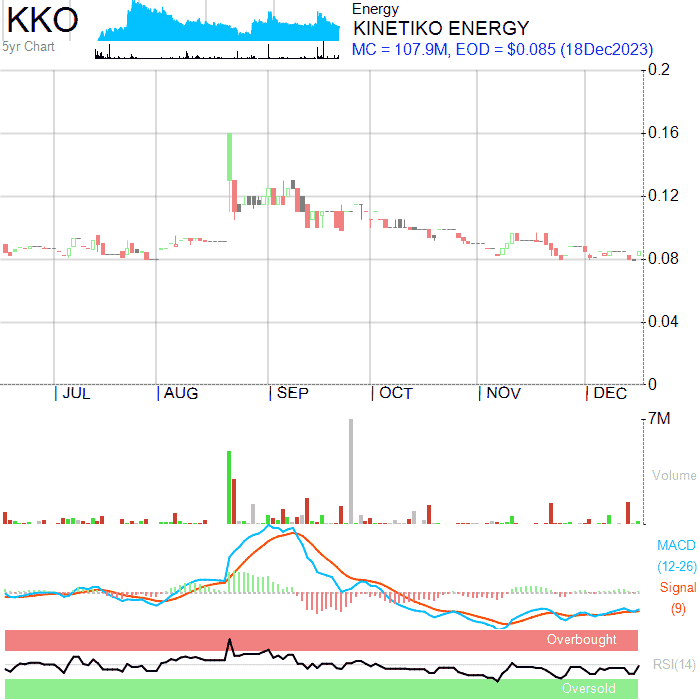 KKO
5yr Chart
Energy
KINETIKO ENERGY
MC = 107.9M, EOD = $0.085 (18Dec2023)
0.2
0.16
0.12
0.08
0.04
0
JUL AUG SEP OCT NOV DEC
7M
Volume
MACD
(12-26)
Signal
(9)
Overbought
RSI(14)
Oversold